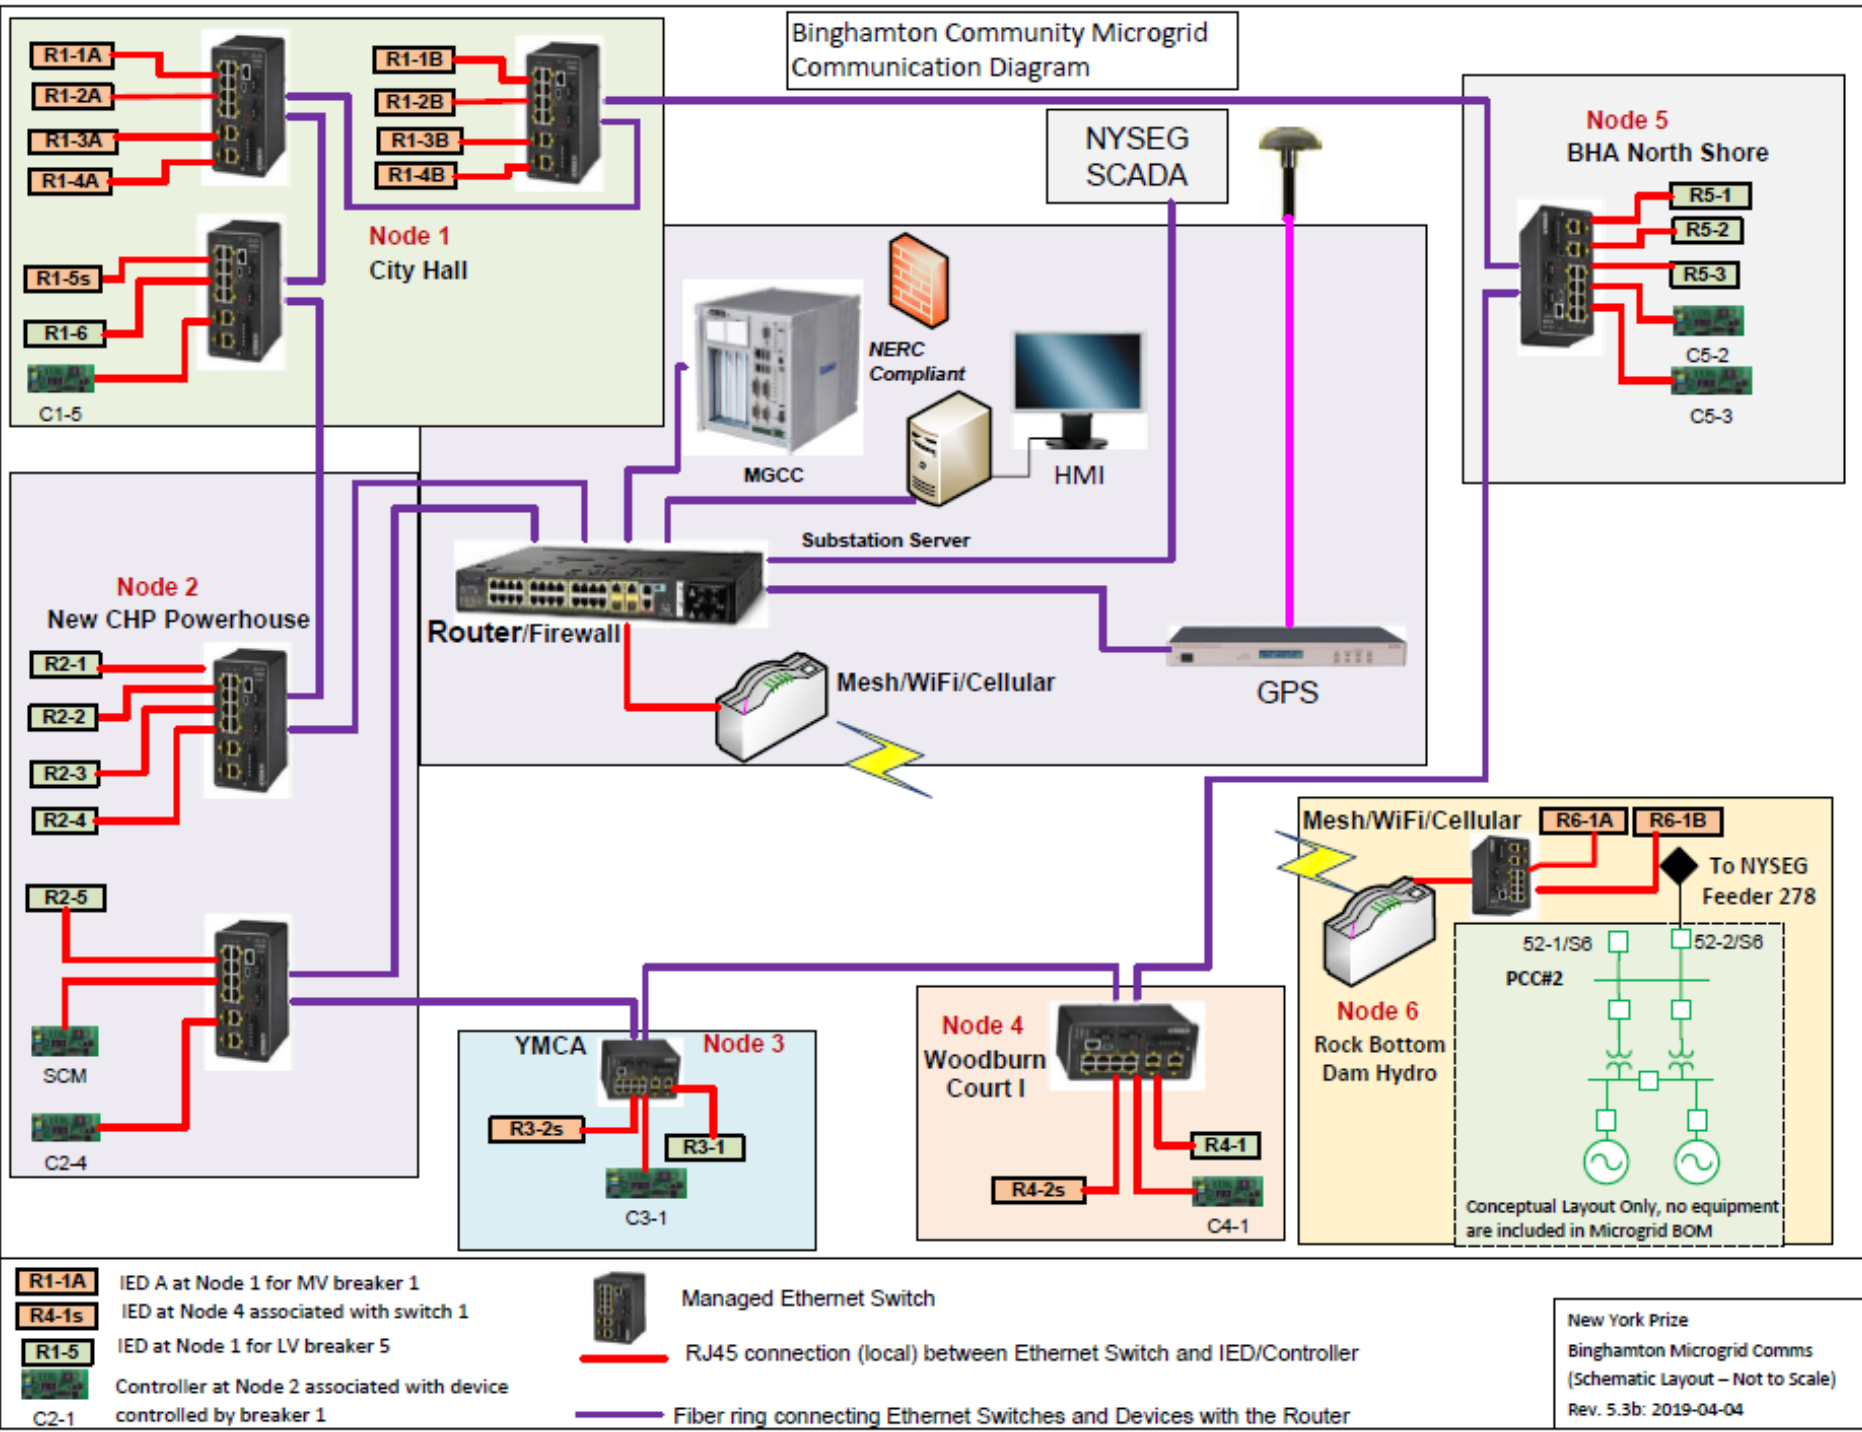 Binghamton Community Microgrid
Communication Diagram
R1-1A
R1-2A
R1-3A
R1-4A
R1-1B
R1-2B
R1-3B
R1-4B
R1-5s
R1-6
C1-5
Node 1
City Hall
NYSEG
SCADA
Node 5
BHA North Shore
R5-1
R5-2
R5-3
C5-2
C5-3
NERC
Compliant
MGCC
HMI
Substation Server
Router/Firewall
Mesh/WiFi/Cellular
GPS
Node 2
New CHP Powerhouse
R2-1
R2-2
R2-3
R2-4
R2-5
SCM
C2-4
YMCA
Node 3
R3-2s
R3-1
C3-1
Node 4
Woodburn
Court I
R4-1
R4-2s
C4-1
Mesh/WiFi/Cellular
R6-1A
R6-1B
To NYSEG
Feeder 278
52-1/S6
52-2/S6
PCC#2
Node 6
Rock Bottom
Dam Hydro
Conceptual Layout Only, no equipment
are included in Microgrid BOM
R1-1A
IED A at Node 1 for MV breaker 1
R4-1s
IED at Node 4 associated with switch 1
R1-5
IED at Node 1 for LV breaker 5
Controller at Node 2 associated with device
controlled by breaker 1
C2-1
Managed Ethernet Switch
RJ45 connection (local) between Ethernet Switch and IED/Controller
Fiber ring connecting Ethernet Switches and Devices with the Router
New York Prize
Binghamton Microgrid Comms
(Schematic Layout – Not to Scale)
Rev. 5.3b: 2019-04-04